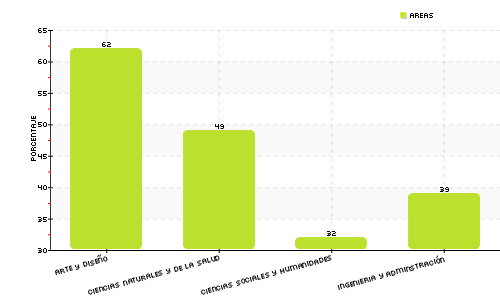 AREAS
65
60
55
50
45
40
35
30
PORCENTAJE
62
49
32
39
ARTE Y DISEÑO
CIENCIAS NATURALES Y DE LA SALUD
CIENCIAS SOCIALES Y HUMANIDADES
INGENIERIA Y ADMINSTRACIÓN